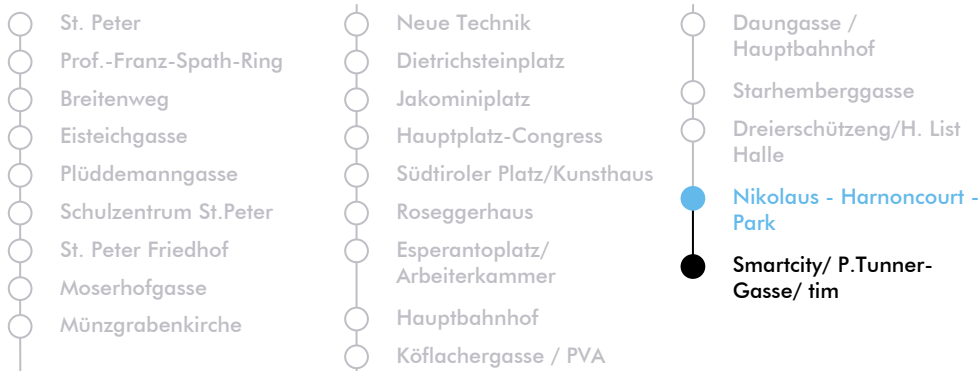 St. Peter
Prof.-Franz-Spath-Ring
Breitenweg
Eisteichgasse
Plüddemanngasse
Schulzentrum St.Peter
St. Peter Friedhof
Moserhofgasse
Münzgrabenkirche
Neue Technik
Dietrichsteinplatz
Jakominiplatz
Hauptplatz-Congress
Südtiroler Platz/Kunsthaus
Roseggerhaus
Esperantoplatz/
Arbeiterkammer
Hauptbahnhof
Köflachergasse / PVA
Daungasse /
Hauptbahnhof
Starhemberggasse
Dreierschützeng/H. List
Halle
Nikolaus - Harnoncourt -
Park
Smartcity/ P.Tunner-
Gasse/ tim